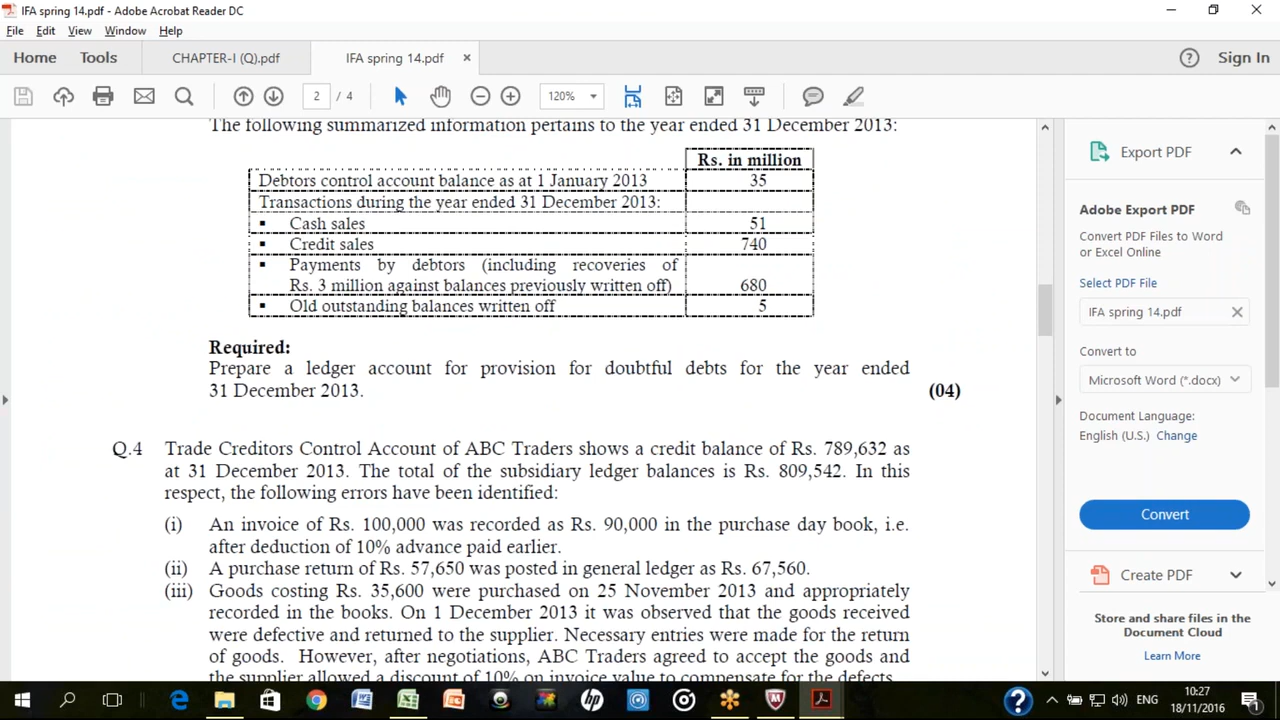 IFA spring 14.pdf - Adobe Acrobat Reader DC
File Edit View Window Help
Home Tools CHAPTER-I (Q).pdf IFA spring 14.pdf × Sign In
2 / 4 120%
The following summarized information pertains to the year ended 31 December 2013:
Rs. in million
Debtors control account balance as at 1 January 2013 35
Transactions during the year ended 31 December 2013:
▪ Cash sales 51
▪ Credit sales 740
▪ Payments by debtors (including recoveries of
Rs. 3 million against balances previously written off) 680
▪ Old outstanding balances written off 5
Required:
Prepare a ledger account for provision for doubtful debts for the year ended
31 December 2013. (04)
Q.4 Trade Creditors Control Account of ABC Traders shows a credit balance of Rs. 789,632 as
at 31 December 2013. The total of the subsidiary ledger balances is Rs. 809,542. In this
respect, the following errors have been identified:
(i) An invoice of Rs. 100,000 was recorded as Rs. 90,000 in the purchase day book, i.e.
after deduction of 10% advance paid earlier.
(ii) A purchase return of Rs. 57,650 was posted in general ledger as Rs. 67,560.
(iii) Goods costing Rs. 35,600 were purchased on 25 November 2013 and appropriately
recorded in the books. On 1 December 2013 it was observed that the goods received
were defective and returned to the supplier. Necessary entries were made for the return
of goods. However, after negotiations, ABC Traders agreed to accept the goods and
the supplier allowed a discount of 10% on invoice value to compensate for the defects.
Export PDF
Adobe Export PDF
Convert PDF Files to Word
or Excel Online
Select PDF File
IFA spring 14.pdf
Convert to
Microsoft Word (*.docx)
Document Language:
English (U.S.) Change
Convert
Create PDF
Store and share files in the
Document Cloud
Learn More
ENG
10:27
18/11/2016
1